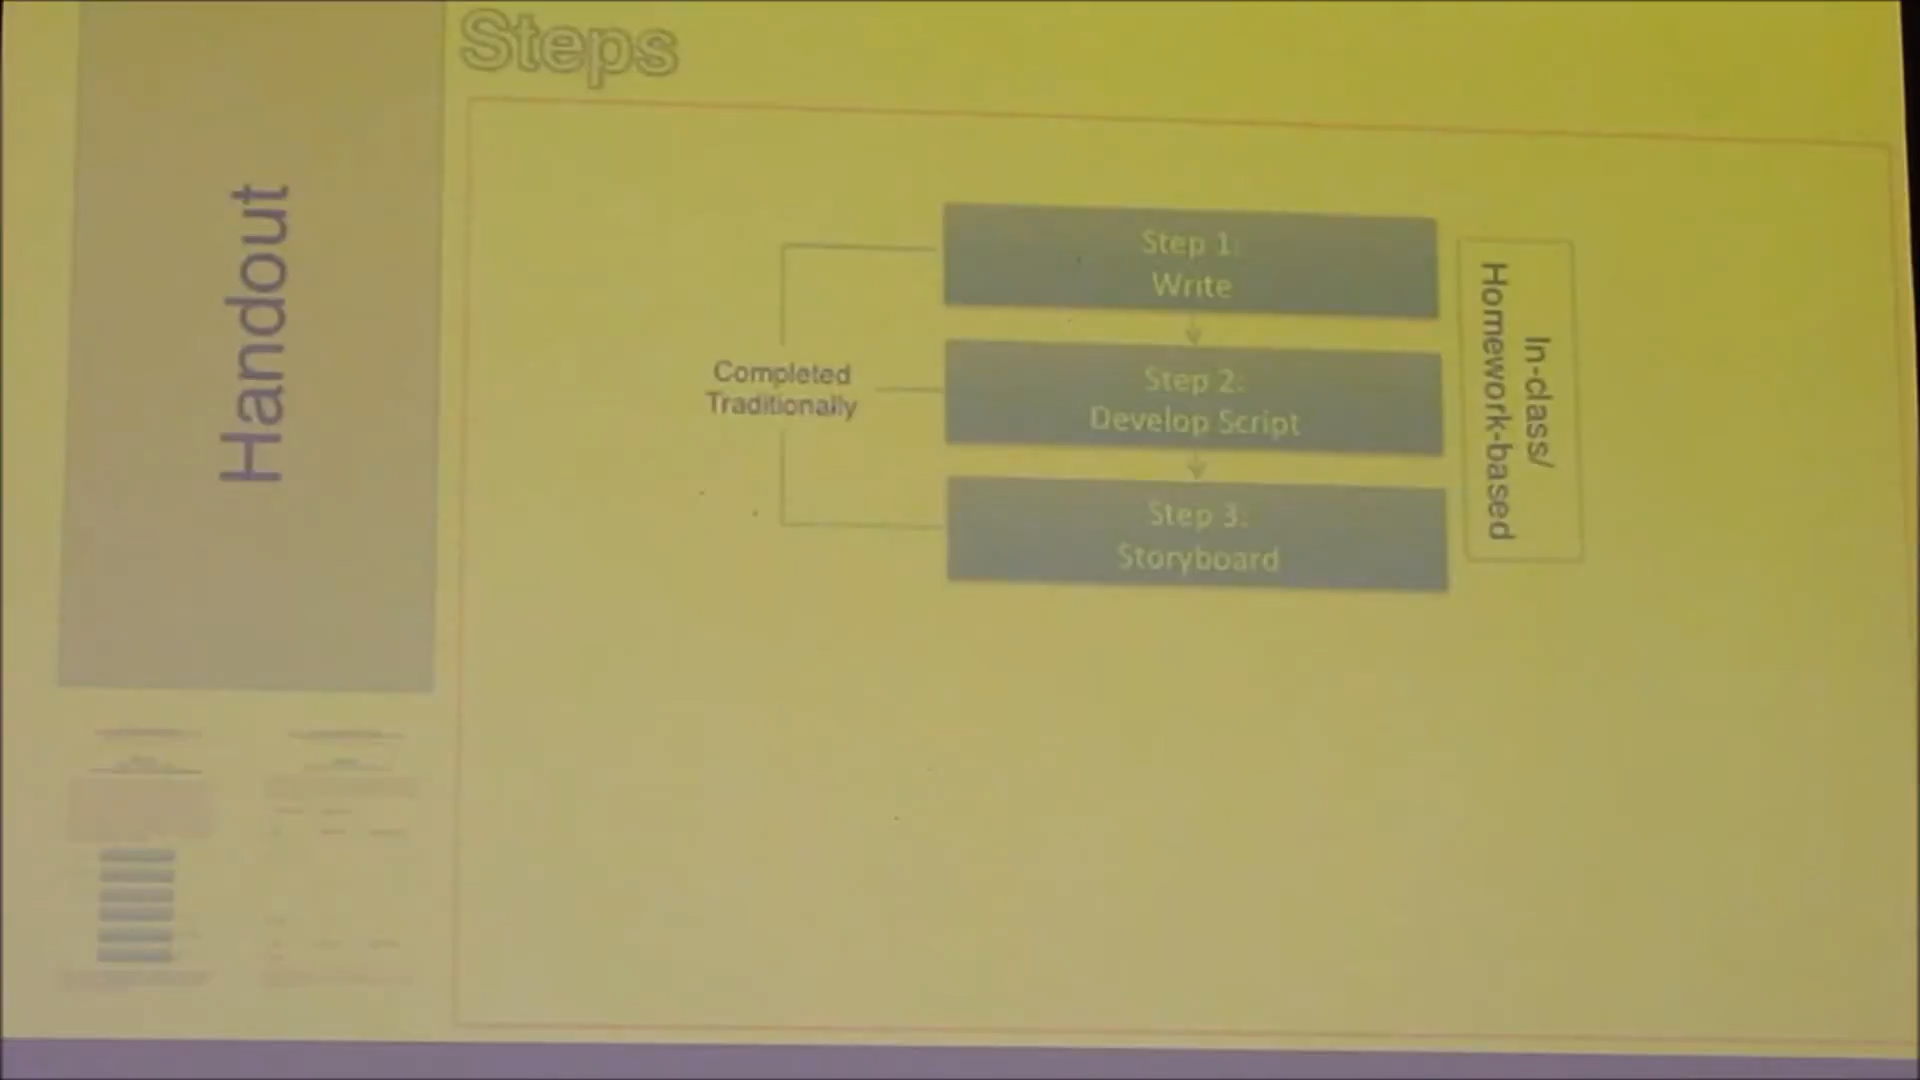 Steps
Handout
Step 1:
Write
Step 2:
Develop Script
Step 3:
Storyboard
Completed
Traditionally
In-class/
Homework-based